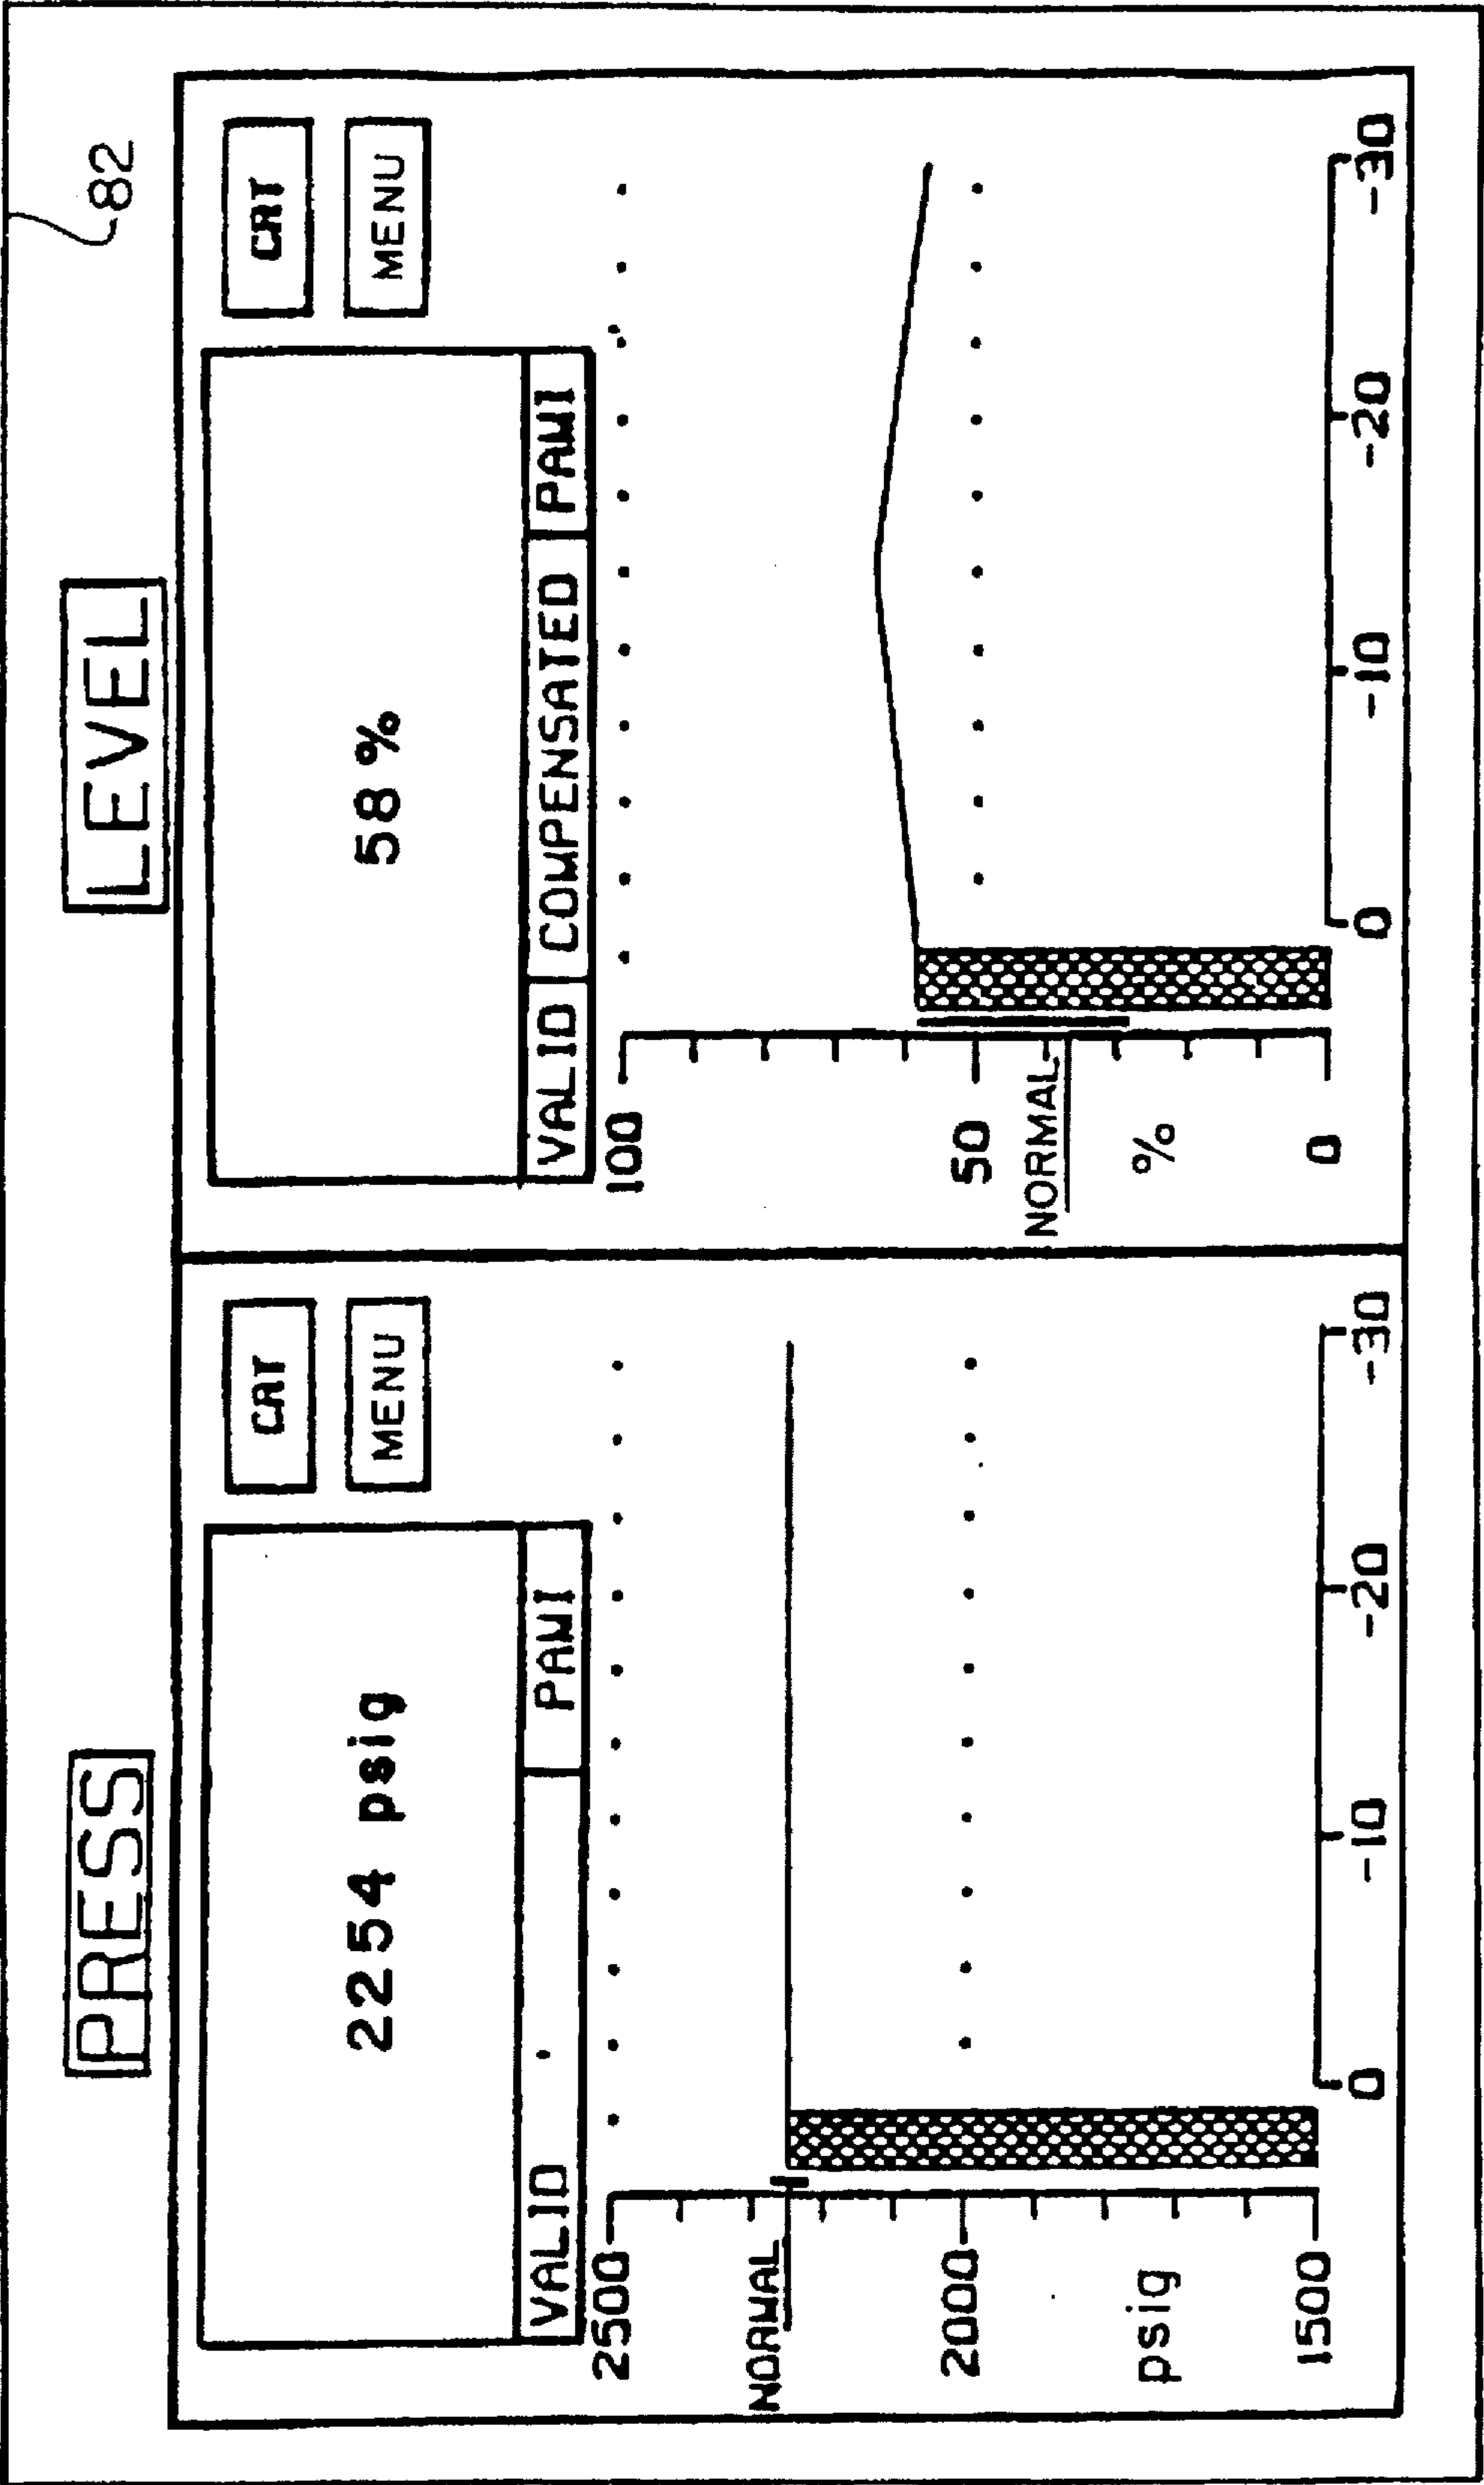 82
PRESS
2254 psig
VALID PAMI
CRT
MENU
2500
NORMAL
2000
psig
1500
0 -10 -20 -30
LEVEL
58 %
VALID COMPENSATED PAMI
CRT
MENU
100
50
NORMAL
%
0
0 -10 -20 -30